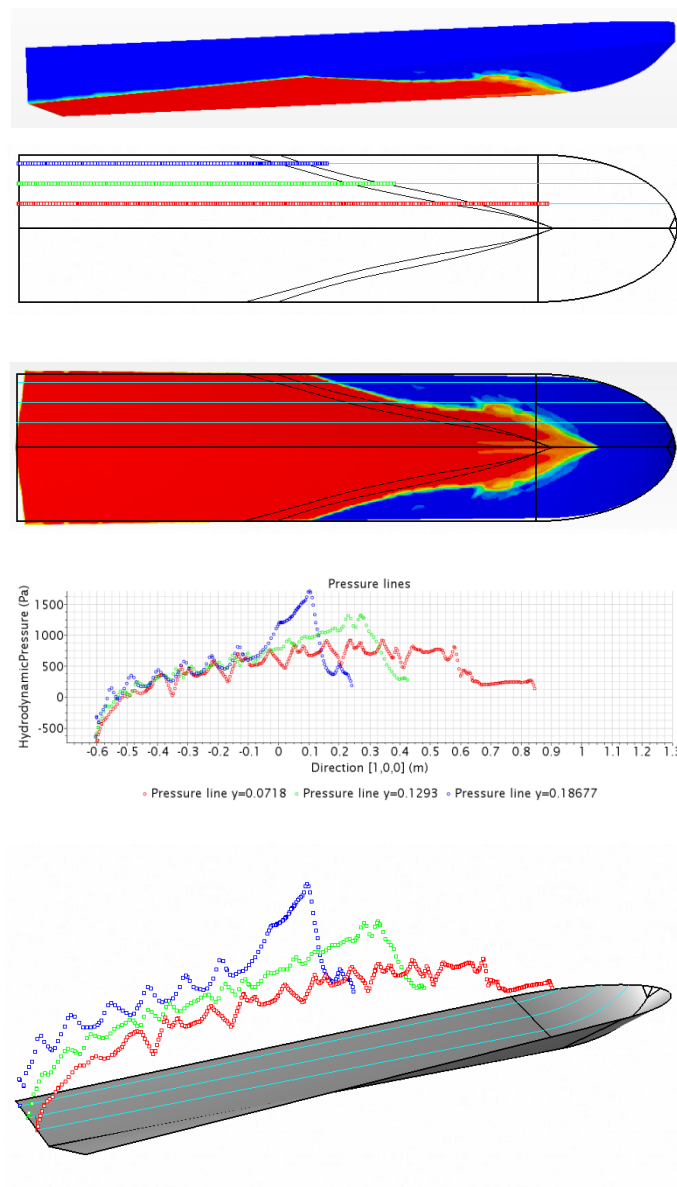 Pressure lines
HydrodynamicPressure (Pa)
1500
1000
500
0
-500
-0.6 -0.5 -0.4 -0.3 -0.2 -0.1 0 0.1 0.2 0.3 0.4 0.5 0.6 0.7 0.8 0.9 1 1.1 1.2
Direction [1,0,0] (m)
Pressure line y=0.0718 Pressure line y=0.1293 Pressure line y=0.18677